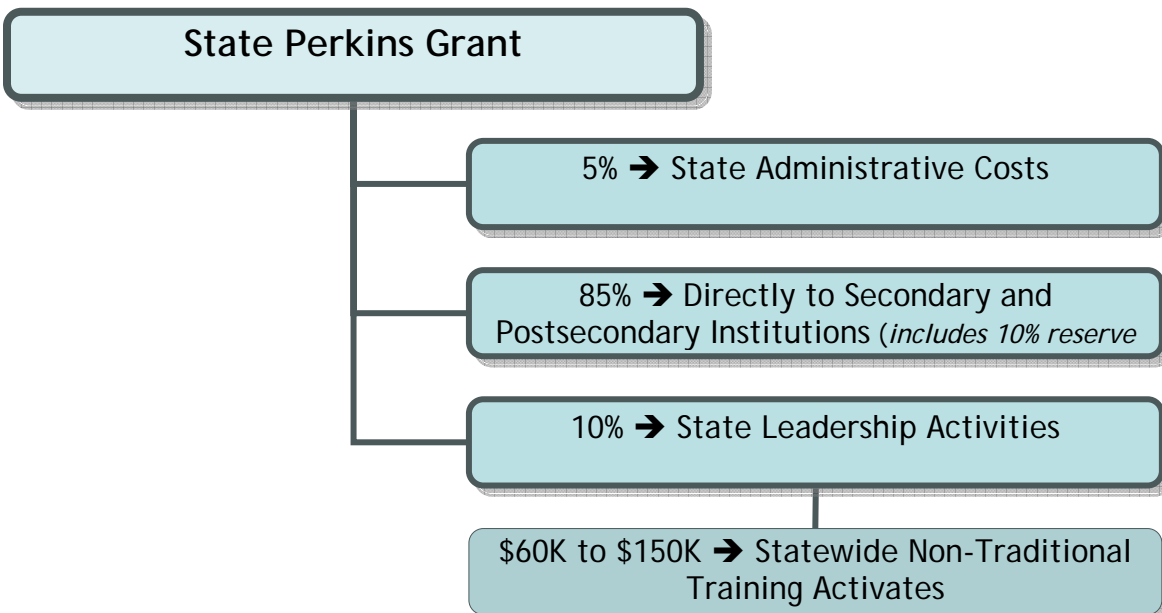 State Perkins Grant
5% ➔ State Administrative Costs
85% ➔ Directly to Secondary and
Postsecondary Institutions (includes 10% reserve
10% ➔ State Leadership Activities
$60K to $150K ➔ Statewide Non-Traditional
Training Activates